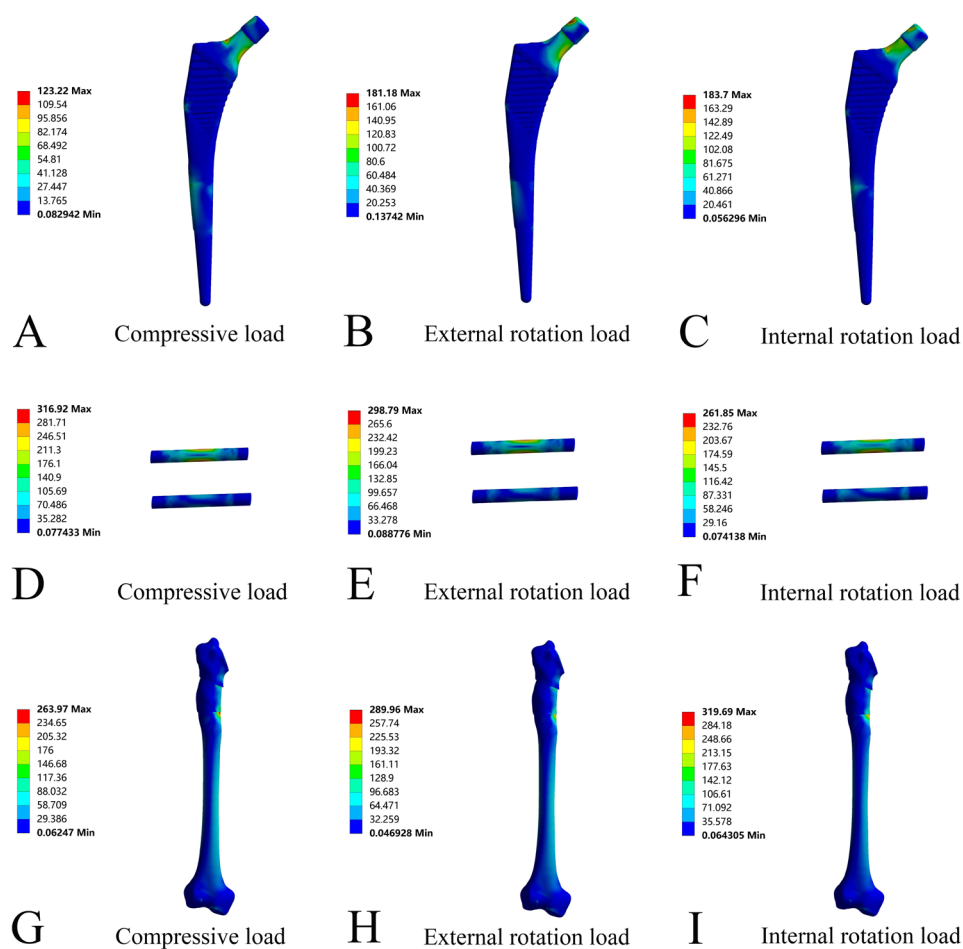 123.22 Max
109.54
95.856
82.174
68.492
54.81
41.128
27.447
13.765
0.082942 Min
A
Compressive load
181.18 Max
161.06
140.95
120.83
100.72
80.6
60.484
40.369
20.253
0.13742 Min
B
External rotation load
183.7 Max
163.29
142.89
122.49
102.08
81.675
61.271
40.866
20.461
0.056296 Min
C
Internal rotation load
316.92 Max
281.71
246.51
211.3
176.1
140.9
105.69
70.486
35.282
0.077433 Min
D
Compressive load
298.79 Max
265.6
232.42
199.23
166.04
132.85
99.657
66.468
33.278
0.088776 Min
E
External rotation load
261.85 Max
232.76
203.67
174.59
145.5
116.42
87.331
58.246
29.16
0.074138 Min
F
Internal rotation load
263.97 Max
234.65
205.32
176
146.68
117.36
88.032
58.709
29.386
0.06247 Min
G
Compressive load
289.96 Max
257.74
225.53
193.32
161.11
128.9
96.683
64.471
32.259
0.046928 Min
H
External rotation load
319.69 Max
284.18
248.66
213.15
177.63
142.12
106.61
71.092
35.578
0.064305 Min
I
Internal rotation load